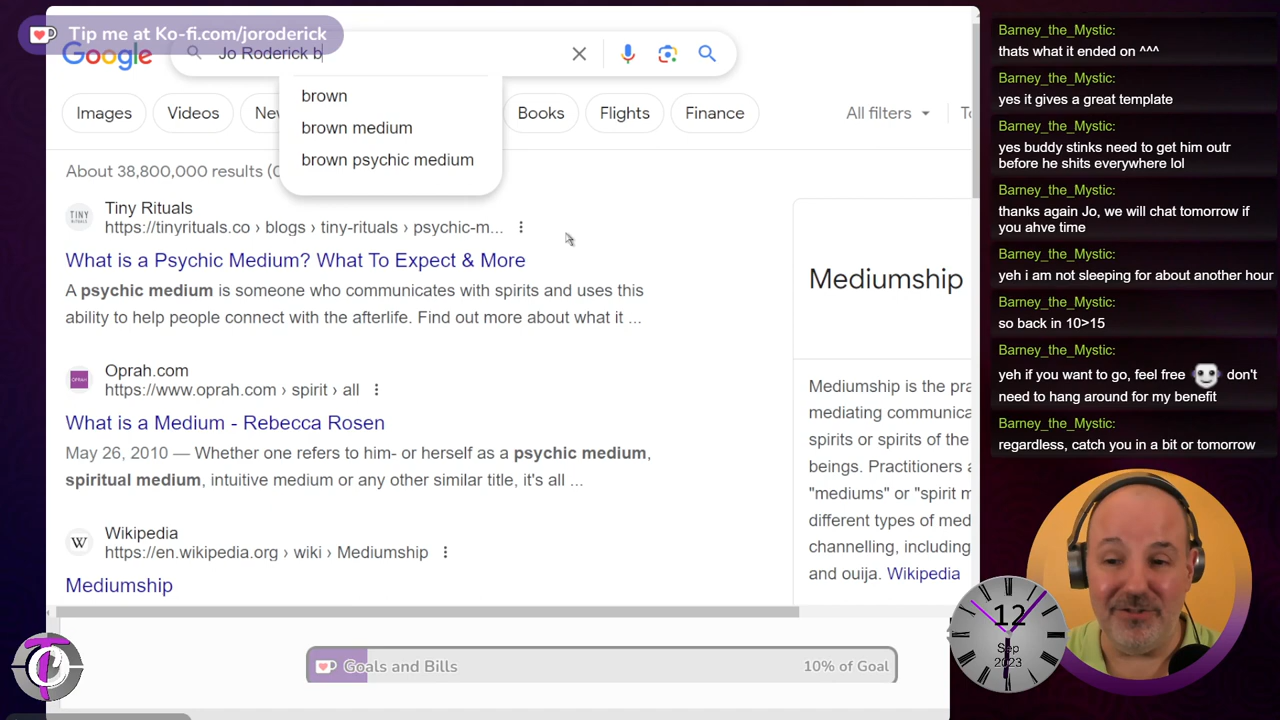 Tip me at Ko-fi.com/joroderick
Google
Jo Roderick b
brown
brown medium
brown psychic medium
Images
Videos
Books
Flights
Finance
All filters
About 38,800,000 results
TINY
RITUALS
Tiny Rituals
https://tinyrituals.co › blogs › tiny-rituals › psychic-m...
What is a Psychic Medium? What To Expect & More
A psychic medium is someone who communicates with spirits and uses this
ability to help people connect with the afterlife. Find out more about what it ...
Oprah.com
https://www.oprah.com › spirit › all
What is a Medium - Rebecca Rosen
May 26, 2010 — Whether one refers to him- or herself as a psychic medium,
spiritual medium, intuitive medium or any other similar title, it's all ...
W
Wikipedia
https://en.wikipedia.org › wiki › Mediumship
Mediumship
Mediumship
Mediumship is the pra
mediating communica
spirits or spirits of the
beings. Practitioners a
"mediums" or "spirit m
different types of med
channelling, including
and ouija. Wikipedia
Goals and Bills
10% of Goal
Barney_the_Mystic:
thats what it ended on ^^^
Barney_the_Mystic:
yes it gives a great template
Barney_the_Mystic:
yes buddy stinks need to get him outr
before he shits everywhere lol
Barney_the_Mystic:
thanks again Jo, we will chat tomorrow if
you ahve time
Barney_the_Mystic:
yeh i am not sleeping for about another hour
Barney_the_Mystic:
so back in 10>15
Barney_the_Mystic:
yeh if you want to go, feel free don't
need to hang around for my benefit
Barney_the_Mystic:
regardless, catch you in a bit or tomorrow
12
Sep
2023